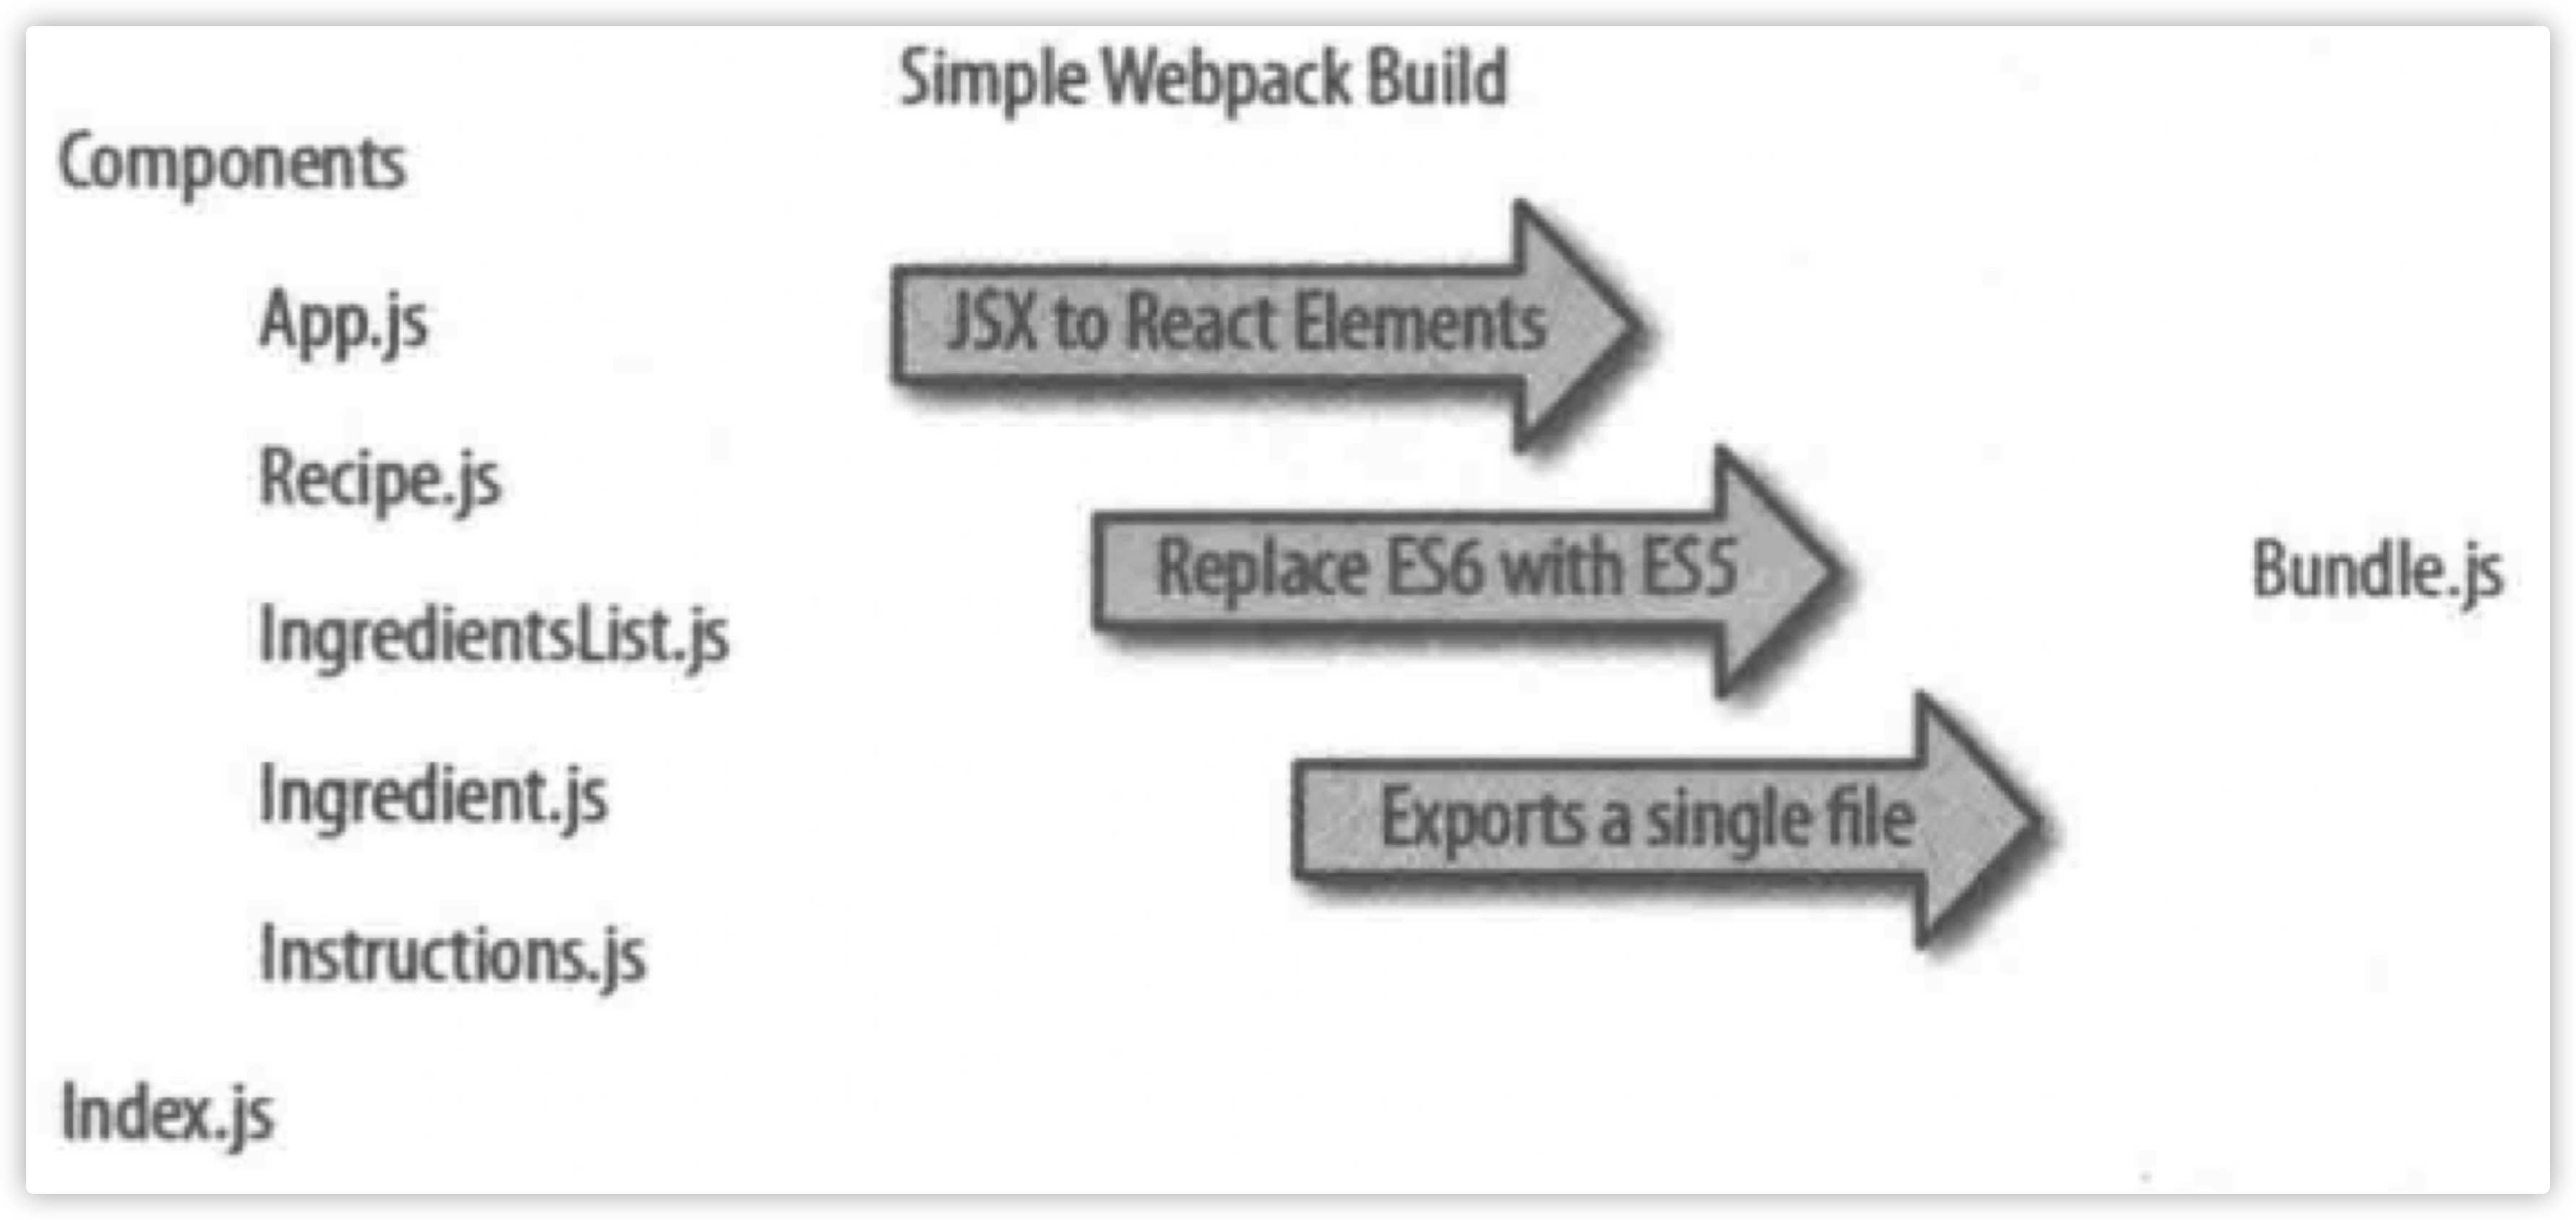 Simple Webpack Build
Components
App.js
Recipe.js
IngredientsList.js
Ingredient.js
Instructions.js
Index.js
JSX to React Elements
Replace ES6 with ES5
Exports a single file
Bundle.js